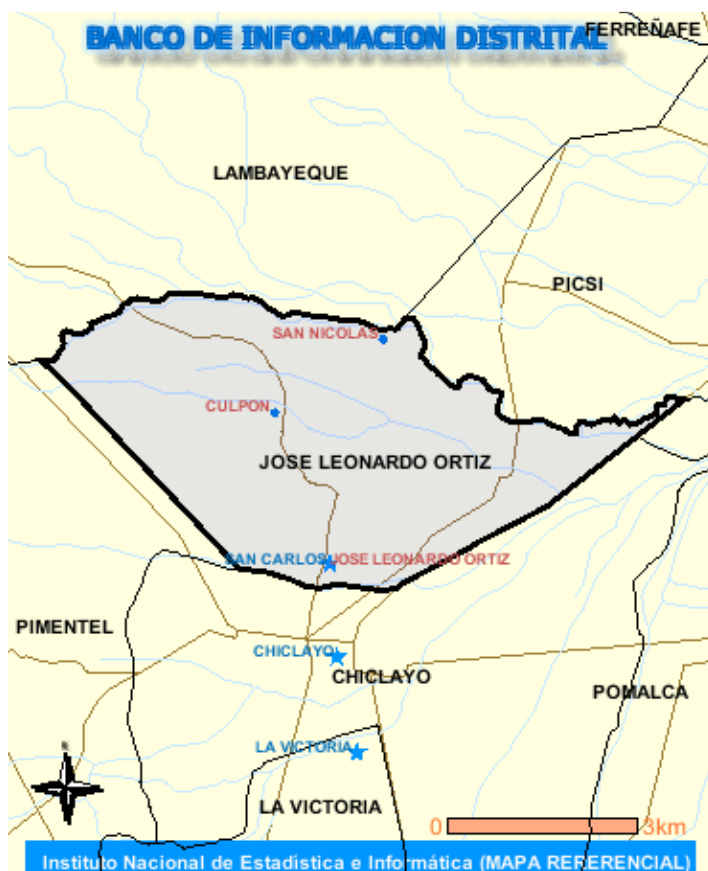 FERREÑAFE
BANCO DE INFORMACION DISTRITAL
LAMBAYEQUE
PICSI
SAN NICOLAS
CULPON
JOSE LEONARDO ORTIZ
SAN CARLOS JOSE LEONARDO ORTIZ
PIMENTEL
CHICLAYO
CHICLAYO
POMALCA
LA VICTORIA
LA VICTORIA
0 3km
Instituto Nacional de Estadística e Informática (MAPA REFERENCIAL)